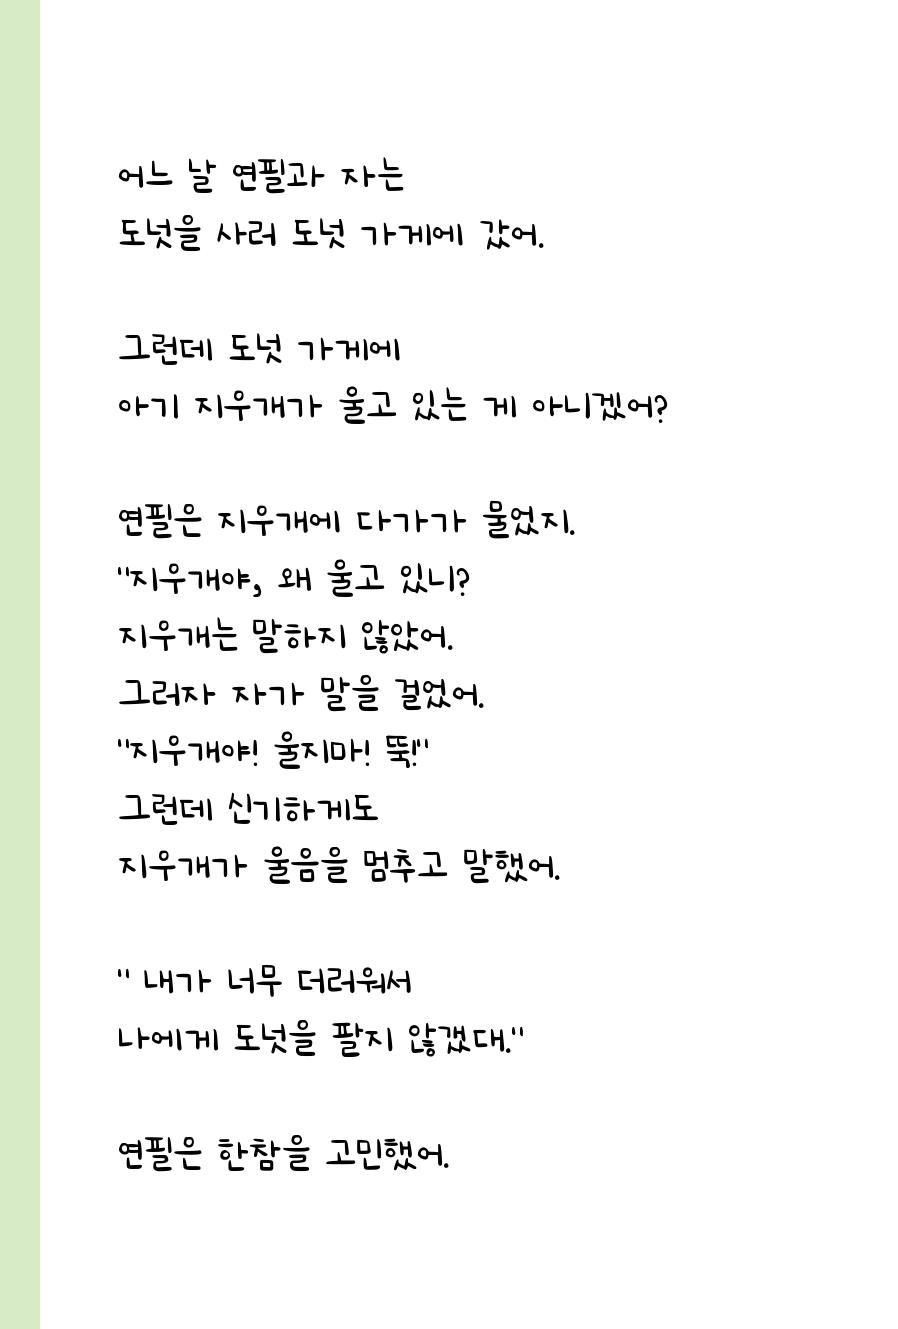 어느 날 연필과 자는
도넛을 사러 도넛 가게에 갔어.
그런데 도넛 가게에
아기 지우개가 울고 있는 게 아니겠어?
연필은 지우개에 다가가 물었지.
"지우개야, 왜 울고 있니?
지우개는 말하지 않았어.
그러자 자가 말을 걸었어.
"지우개야! 울지마! 뚝!"
그런데 신기하게도
지우개가 울음을 멈추고 말했어.
" 내가 너무 더러워서
나에게 도넛을 팔지 않갰대."
연필은 한참을 고민했어.